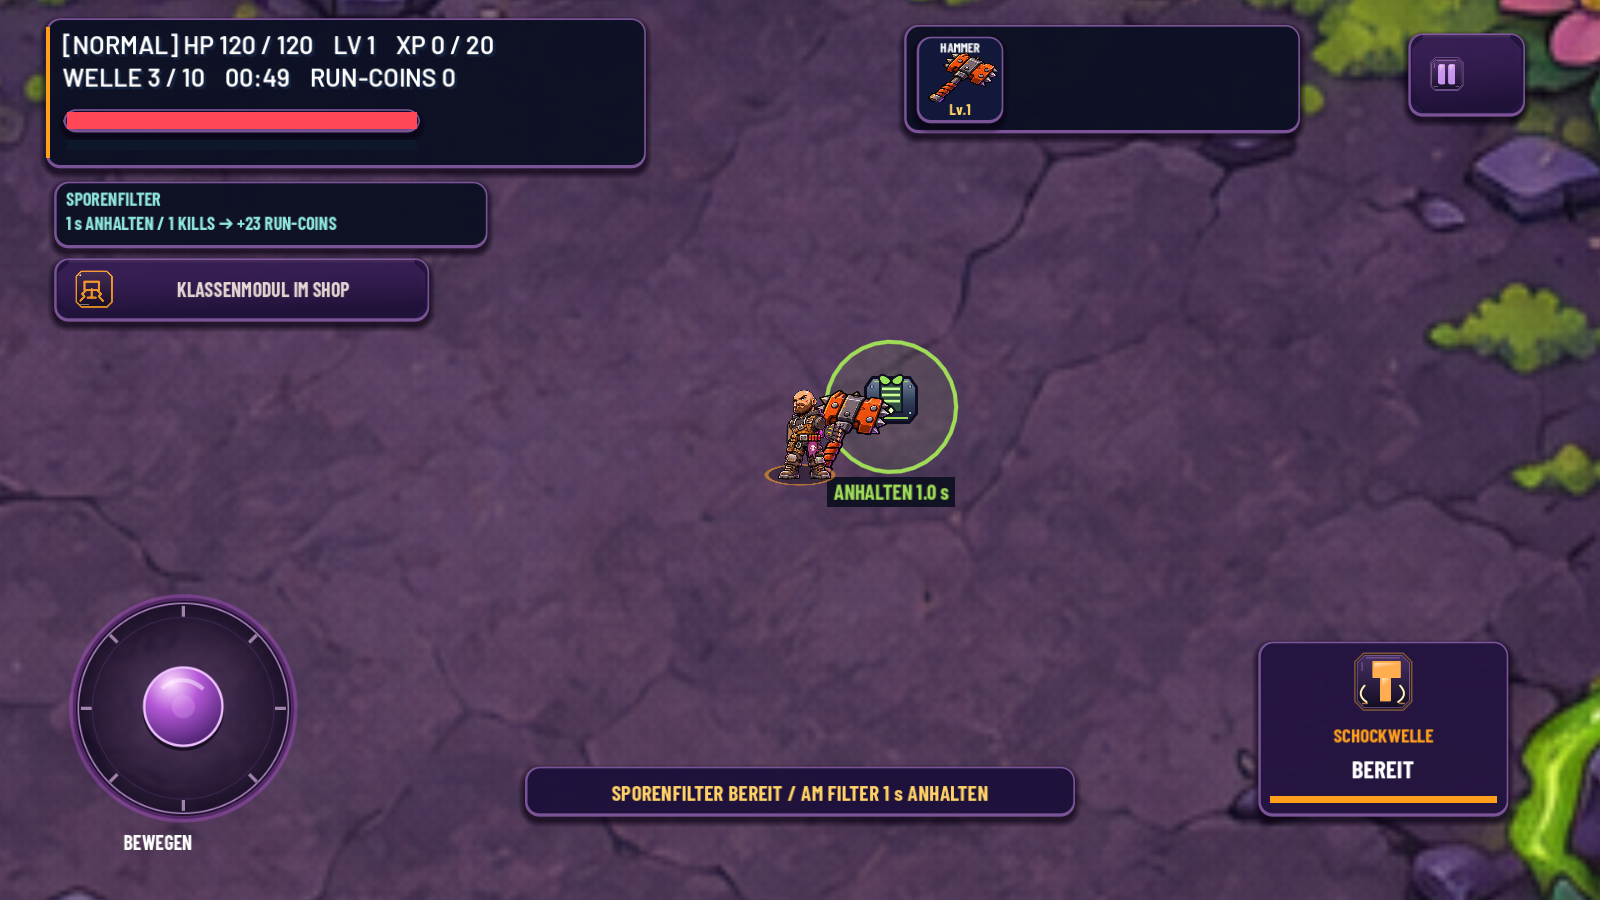 [NORMAL] HP 120 / 120 LV 1 XP 0 / 20
WELLE 3 / 10 00:49 RUN-COINS 0
HAMMER
Lv.1
SPORENFILTER
1 s ANHALTEN / 1 KILLS → +23 RUN-COINS
KLASSENMODUL IM SHOP
ANHALTEN 1.0 s
SCHOCKWELLE
BEREIT
SPORENFILTER BEREIT / AM FILTER 1 s ANHALTEN
BEWEGEN